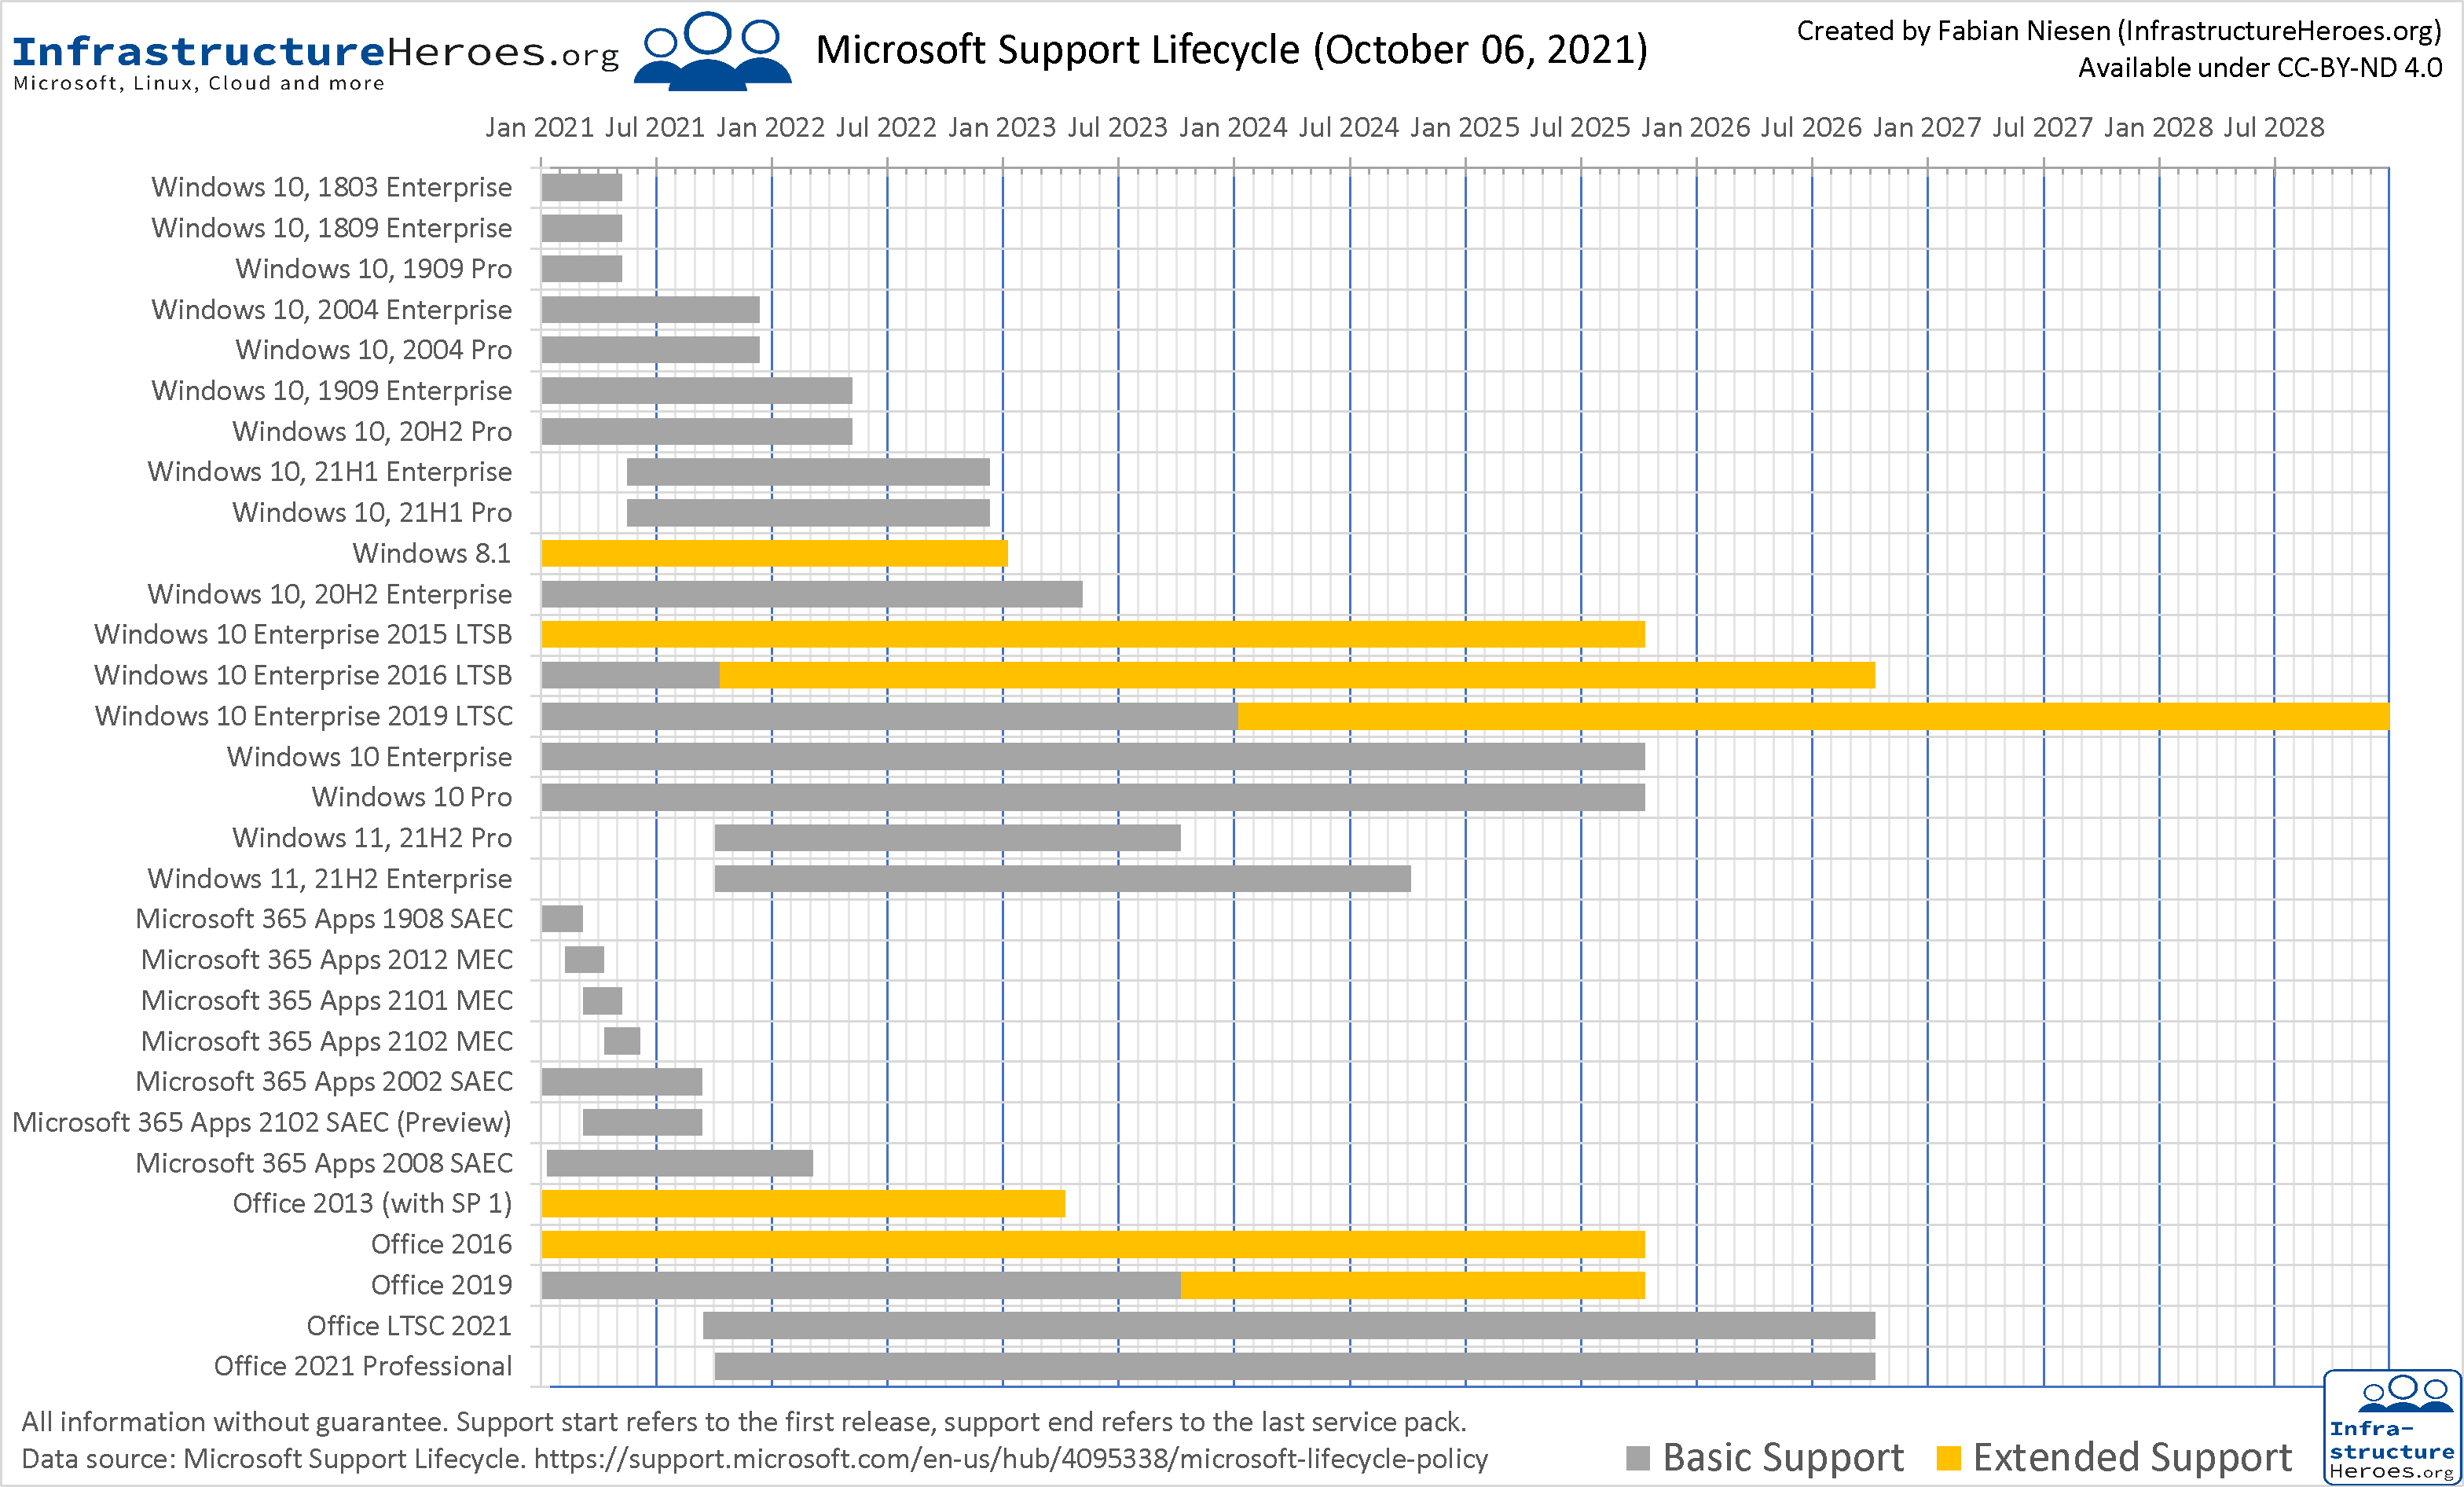 InfrastructureHeroes.org
Microsoft, Linux, Cloud and more
Microsoft Support Lifecycle (October 06, 2021)
Created by Fabian Niesen (InfrastructureHeroes.org)
Available under CC-BY-ND 4.0
Jan 2021 Jul 2021 Jan 2022 Jul 2022 Jan 2023 Jul 2023 Jan 2024 Jul 2024 Jan 2025 Jul 2025 Jan 2026 Jul 2026 Jan 2027 Jul 2027 Jan 2028 Jul 2028
Windows 10, 1803 Enterprise
Windows 10, 1809 Enterprise
Windows 10, 1909 Pro
Windows 10, 2004 Enterprise
Windows 10, 2004 Pro
Windows 10, 1909 Enterprise
Windows 10, 20H2 Pro
Windows 10, 21H1 Enterprise
Windows 10, 21H1 Pro
Windows 8.1
Windows 10, 20H2 Enterprise
Windows 10 Enterprise 2015 LTSB
Windows 10 Enterprise 2016 LTSB
Windows 10 Enterprise 2019 LTSC
Windows 10 Enterprise
Windows 10 Pro
Windows 11, 21H2 Pro
Windows 11, 21H2 Enterprise
Microsoft 365 Apps 1908 SAEC
Microsoft 365 Apps 2012 MEC
Microsoft 365 Apps 2101 MEC
Microsoft 365 Apps 2102 MEC
Microsoft 365 Apps 2002 SAEC
Microsoft 365 Apps 2102 SAEC (Preview)
Microsoft 365 Apps 2008 SAEC
Office 2013 (with SP 1)
Office 2016
Office 2019
Office LTSC 2021
Office 2021 Professional
All information without guarantee. Support start refers to the first release, support end refers to the last service pack.
Data source: Microsoft Support Lifecycle. https://support.microsoft.com/en-us/hub/4095338/microsoft-lifecycle-policy
Basic Support
Extended Support
Infra-
structure
Heroes.org